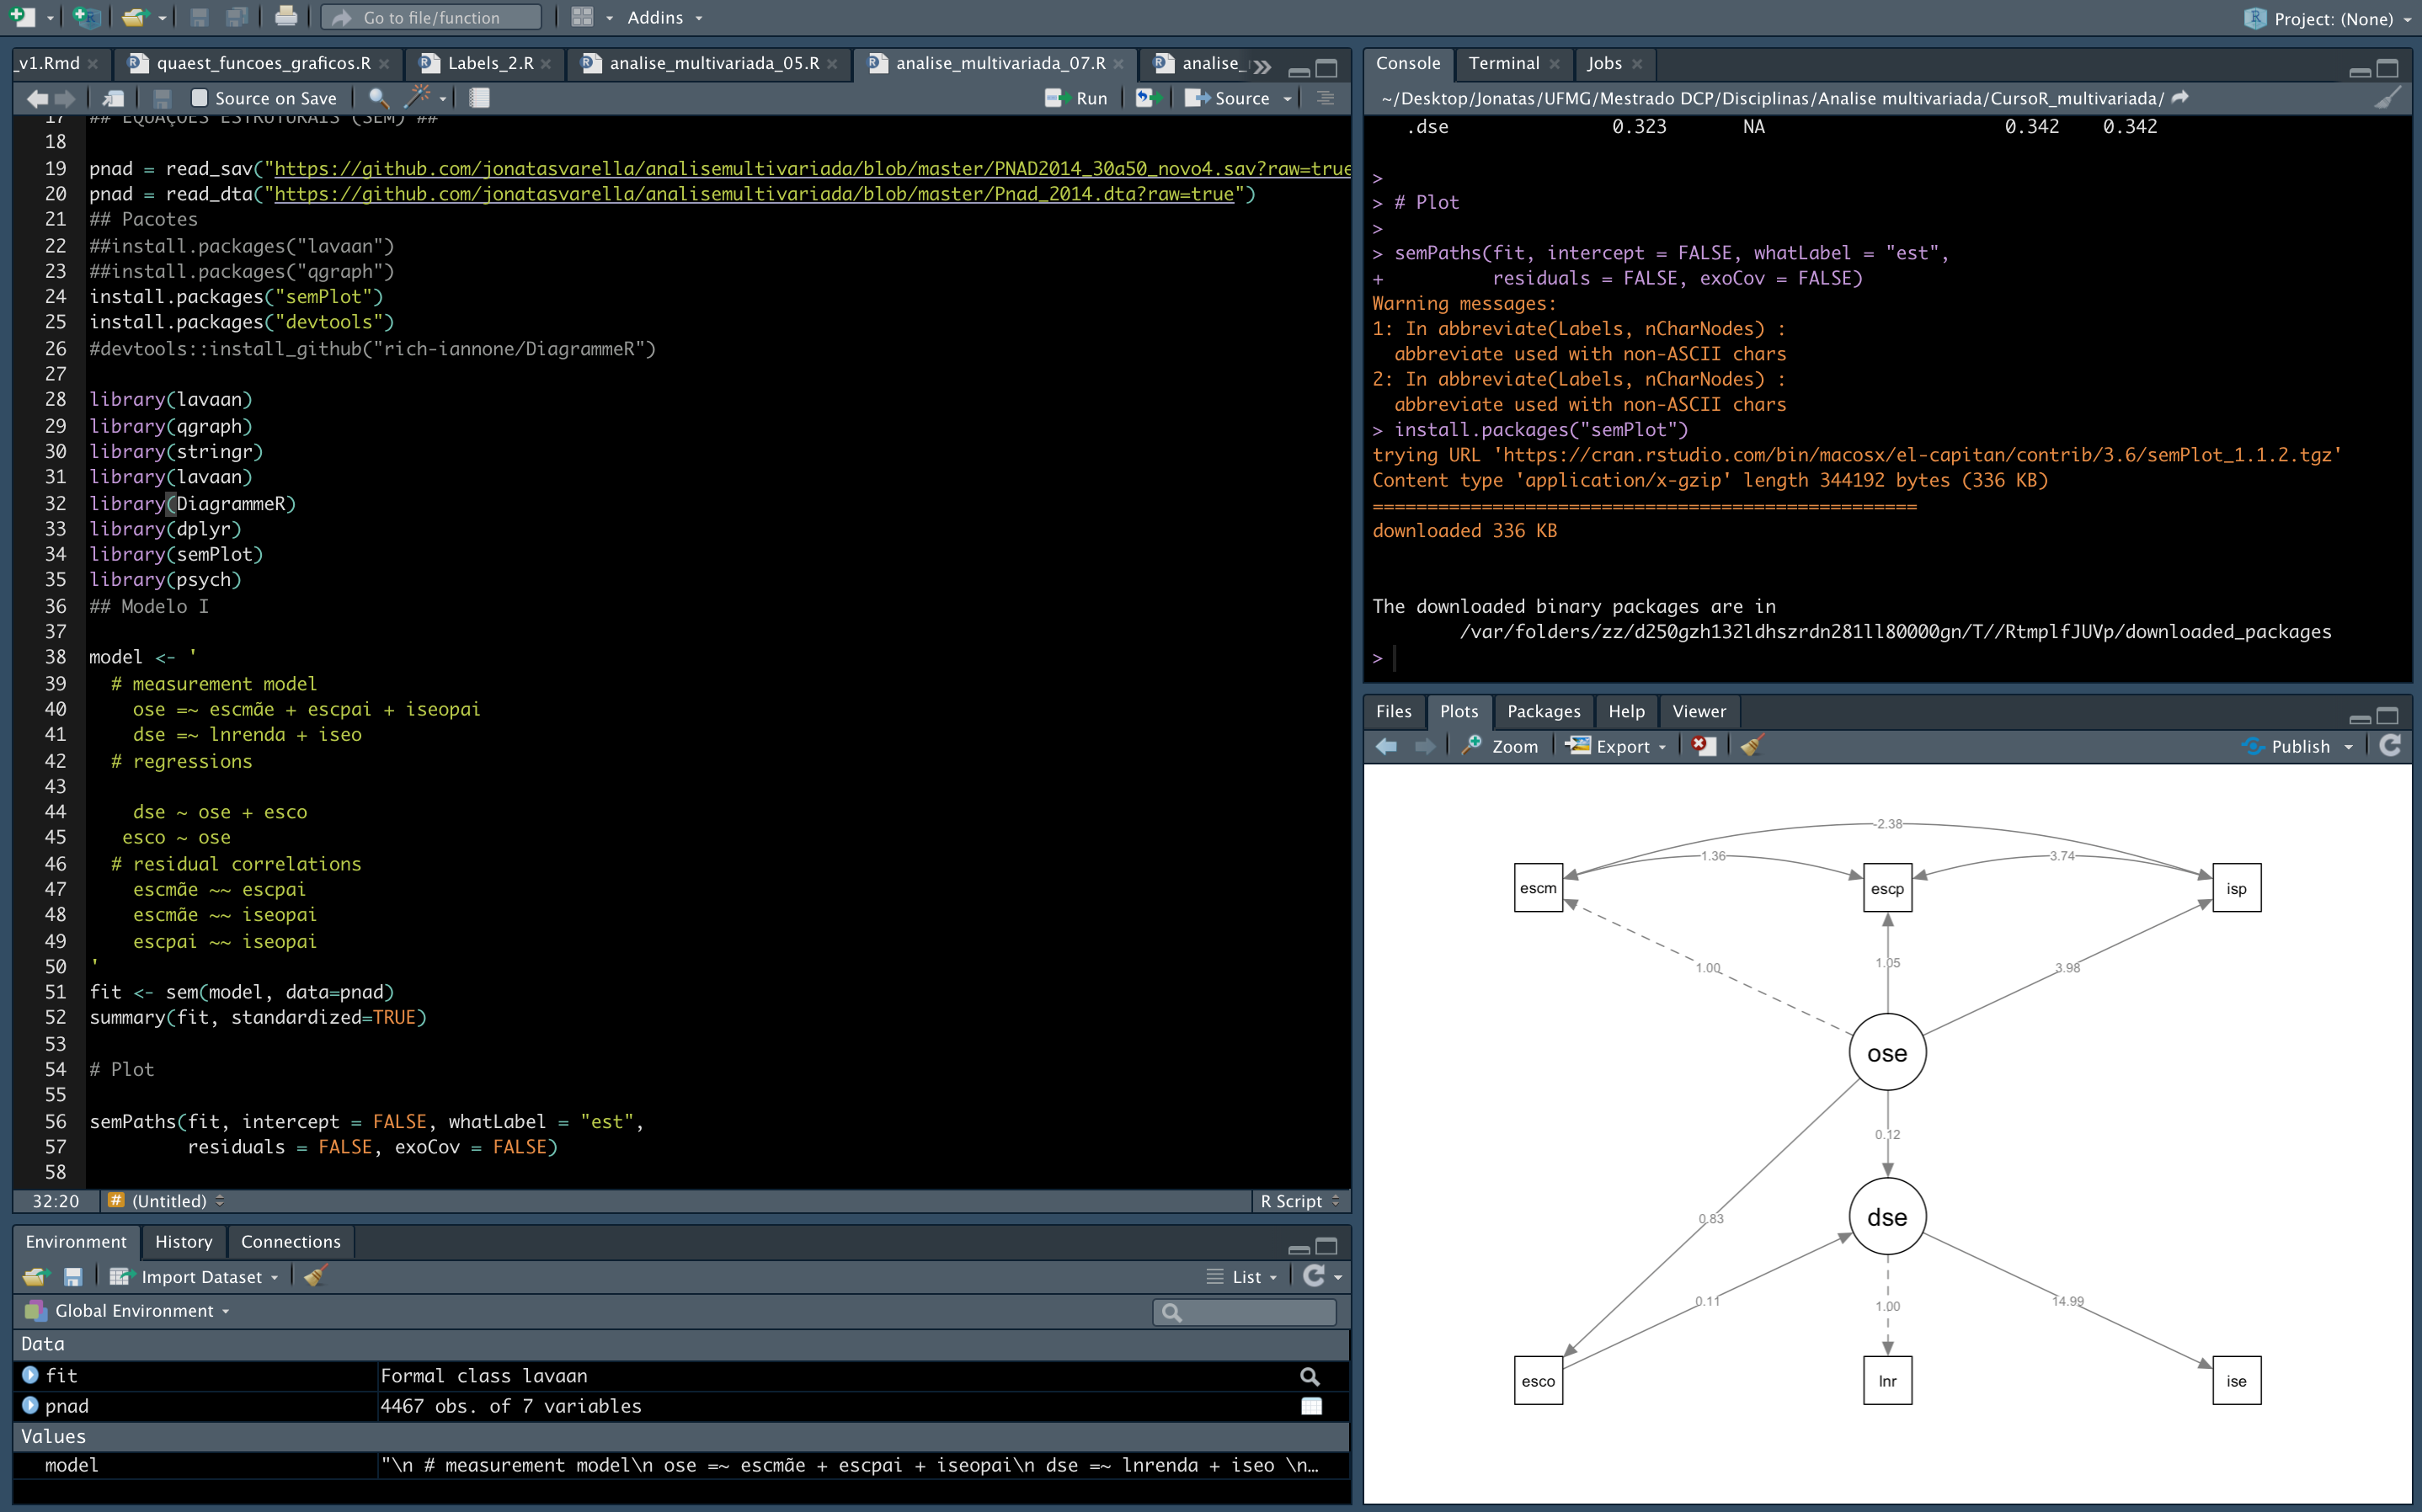 Go to file/function
Addins
Project: (None)
_v1.Rmd
quaest_funcoes_graficos.R
Labels_2.R
analise_multivariada_05.R
analise_multivariada_07.R
analise_
Source on Save
Run
Source
17 ## EQUAÇÕES ESTRUTURAIS (SEM) ##
18
19 pnad = read_sav("https://github.com/jonatasvarella/analisemultivariada/blob/master/PNAD2014_30a50_novo4.sav?raw=true
20 pnad = read_dta("https://github.com/jonatasvarella/analisemultivariada/blob/master/Pnad_2014.dta?raw=true")
21 ## Pacotes
22 ##install.packages("lavaan")
23 ##install.packages("qgraph")
24 install.packages("semPlot")
25 install.packages("devtools")
26 #devtools::install_github("rich-iannone/DiagrammeR")
27
28 library(lavaan)
29 library(qgraph)
30 library(stringr)
31 library(lavaan)
32 library(DiagrammeR)
33 library(dplyr)
34 library(semPlot)
35 library(psych)
36 ## Modelo I
37
38 model <- '
39 # measurement model
40 ose =~ escmãe + escpai + iseopai
41 dse =~ lnrenda + iseo
42 # regressions
43
44 dse ~ ose + esco
45 esco ~ ose
46 # residual correlations
47 escmãe ~~ escpai
48 escmãe ~~ iseopai
49 escpai ~~ iseopai
50 '
51 fit <- sem(model, data=pnad)
52 summary(fit, standardized=TRUE)
53
54 # Plot
55
56 semPaths(fit, intercept = FALSE, whatLabel = "est",
57 residuals = FALSE, exoCov = FALSE)
58
32:20
# (Untitled)
R Script
Environment
History
Connections
Import Dataset
List
Global Environment
Data
fit Formal class lavaan
pnad 4467 obs. of 7 variables
Values
model "\n # measurement model\n ose =~ escmãe + escpai + iseopai\n dse =~ lnrenda + iseo \n…
Console
Terminal
Jobs
~/Desktop/Jonatas/UFMG/Mestrado DCP/Disciplinas/Analise multivariada/CursoR_multivariada/
.dse 0.323 NA 0.342 0.342
>
> # Plot
>
> semPaths(fit, intercept = FALSE, whatLabel = "est",
+ residuals = FALSE, exoCov = FALSE)
Warning messages:
1: In abbreviate(Labels, nCharNodes) :
abbreviate used with non-ASCII chars
2: In abbreviate(Labels, nCharNodes) :
abbreviate used with non-ASCII chars
> install.packages("semPlot")
trying URL 'https://cran.rstudio.com/bin/macosx/el-capitan/contrib/3.6/semPlot_1.1.2.tgz'
Content type 'application/x-gzip' length 344192 bytes (336 KB)
==================================================
downloaded 336 KB
The downloaded binary packages are in
/var/folders/zz/d250gzh132ldhszrdn281ll80000gn/T//RtmplfJUVp/downloaded_packages
>
Files
Plots
Packages
Help
Viewer
Zoom
Export
Publish
-2.38
1.36
3.74
escm
escp
isp
1.00
1.05
3.98
ose
0.12
0.83
dse
0.11
1.00
14.99
esco
lnr
ise